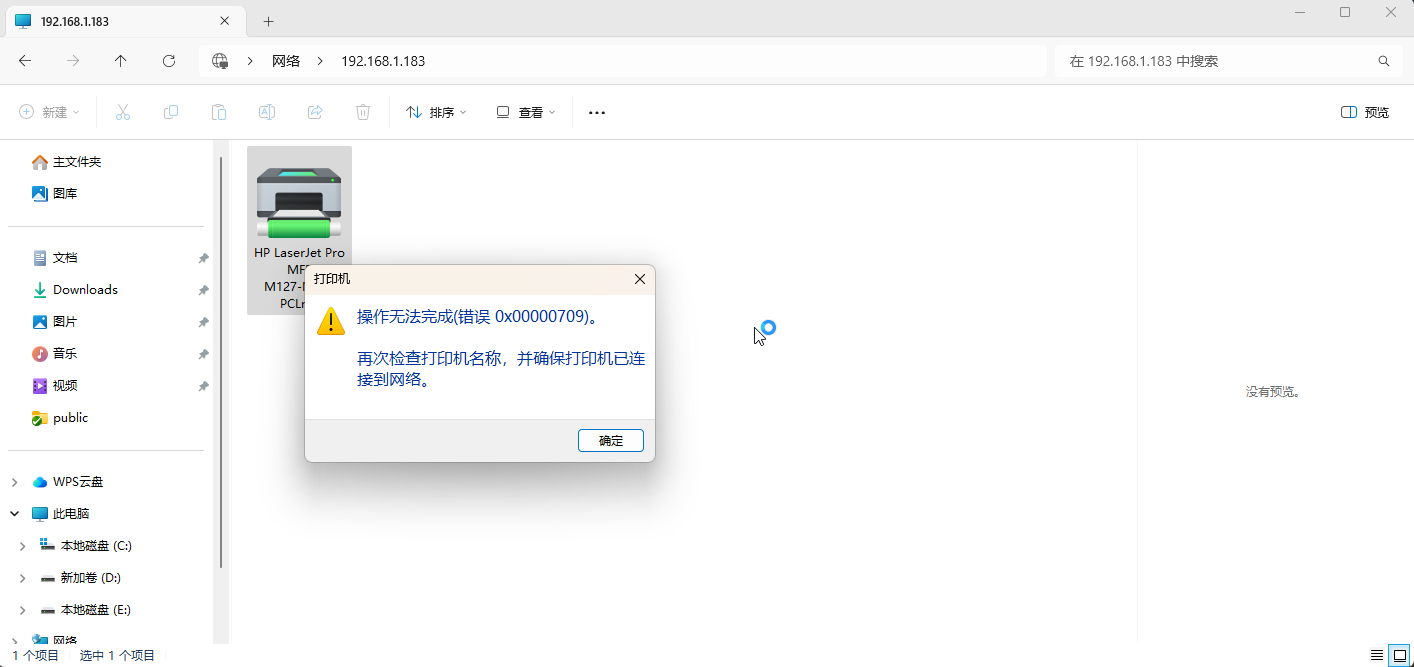 192.168.1.183
网络
192.168.1.183
在 192.168.1.183 中搜索
新建
排序
查看
预览
主文件夹
图库
文档
Downloads
图片
音乐
视频
public
WPS云盘
此电脑
本地磁盘 (C:)
新加卷 (D:)
本地磁盘 (E:)
网络
HP LaserJet Pro
M127-
PCL
打印机
操作无法完成(错误 0x00000709)。
再次检查打印机名称，并确保打印机已连
接到网络。
确定
没有预览。
1 个项目
选中 1 个项目